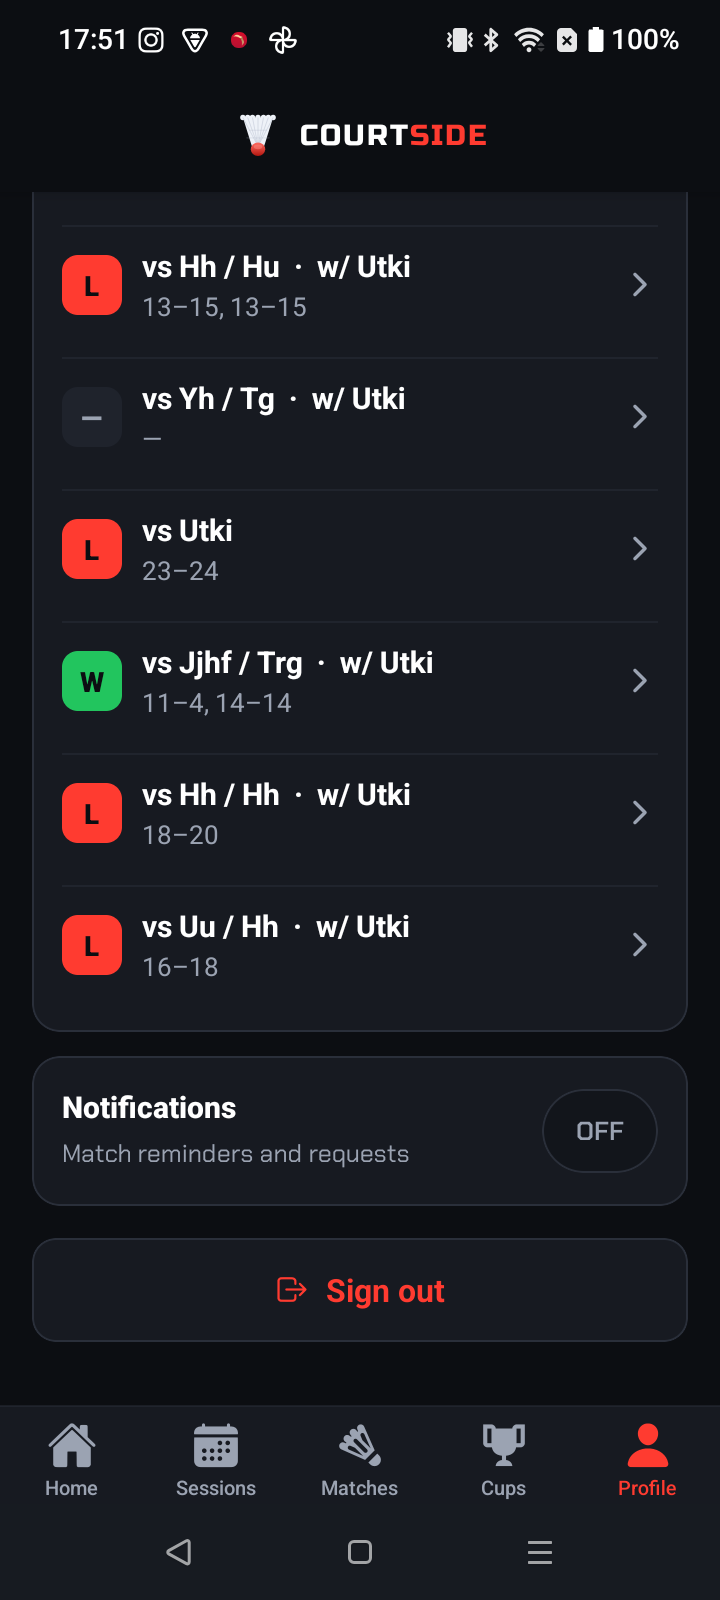 17:51 100%
COURTSIDE
L vs Hh / Hu · w/ Utki
13–15, 13–15
– vs Yh / Tg · w/ Utki
–
L vs Utki
23–24
W vs Jjhf / Trg · w/ Utki
11–4, 14–14
L vs Hh / Hh · w/ Utki
18–20
L vs Uu / Hh · w/ Utki
16–18
Notifications
Match reminders and requests
OFF
Sign out
Home Sessions Matches Cups Profile